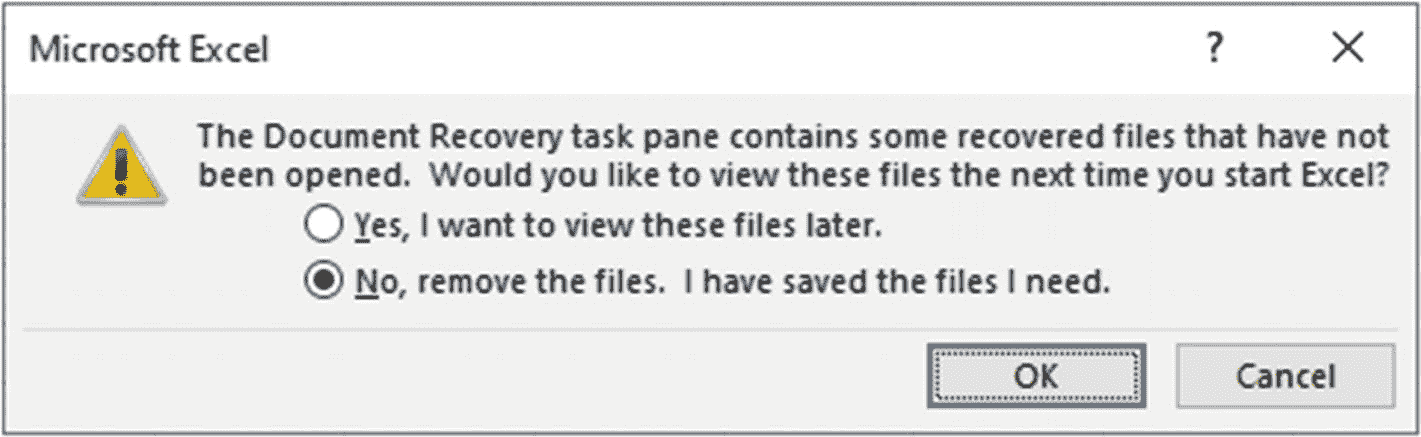 Microsoft Excel
?
The Document Recovery task pane contains some recovered files that have not
been opened.  Would you like to view these files the next time you start Excel?
Yes, I want to view these files later.
No, remove the files.  I have saved the files I need.
OK Cancel